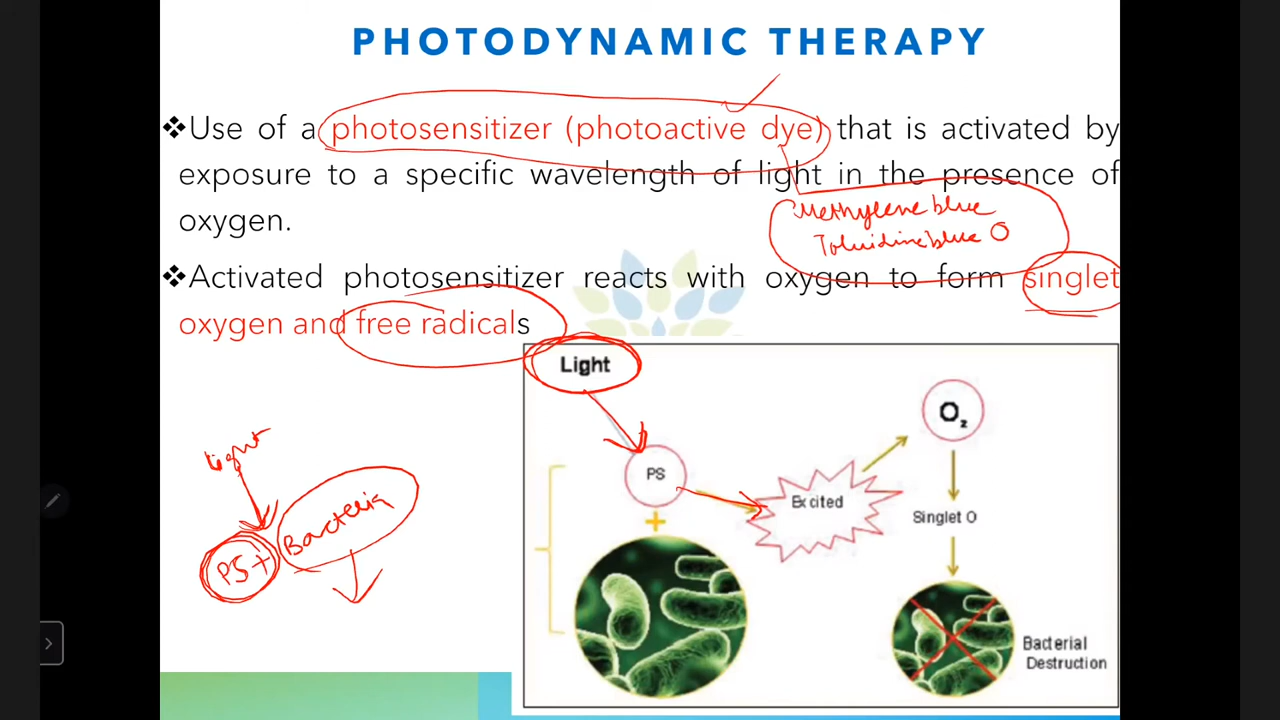 PHOTODYNAMIC THERAPY
❖Use of a photosensitizer (photoactive dye) that is activated by
exposure to a specific wavelength of light in the presence of
oxygen.
Methylene blue
Toluidine blue O
❖Activated photosensitizer reacts with oxygen to form singlet
oxygen and free radicals
Light
O2
Light
PS
Excited
+
Singlet O
Bacteria
PS+
Bacterial
Destruction